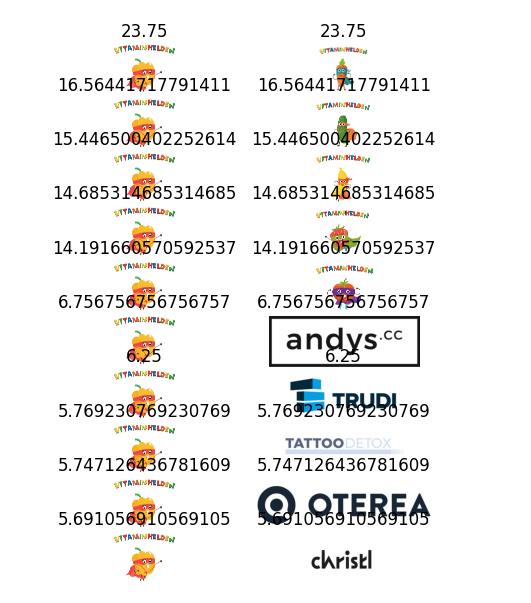 23.75 23.75
VITAMINHELDEN VITAMINHELDEN
16.56441717791411 16.56441717791411
VITAMINHELDEN VITAMINHELDEN
15.446500402252614 15.446500402252614
VITAMINHELDEN VITAMINHELDEN
14.685314685314685 14.685314685314685
VITAMINHELDEN VITAMINHELDEN
14.191660570592537 14.191660570592537
VITAMINHELDEN VITAMINHELDEN
6.756756756756757 6.756756756756757
VITAMINHELDEN andys.cc
6.25 6.25
VITAMINHELDEN TRUDI
5.769230769230769 5.769230769230769
VITAMINHELDEN TATTOODETOX
5.747126436781609 5.747126436781609
VITAMINHELDEN OTEREA
5.691056910569105 5.691056910569105
VITAMINHELDEN christl